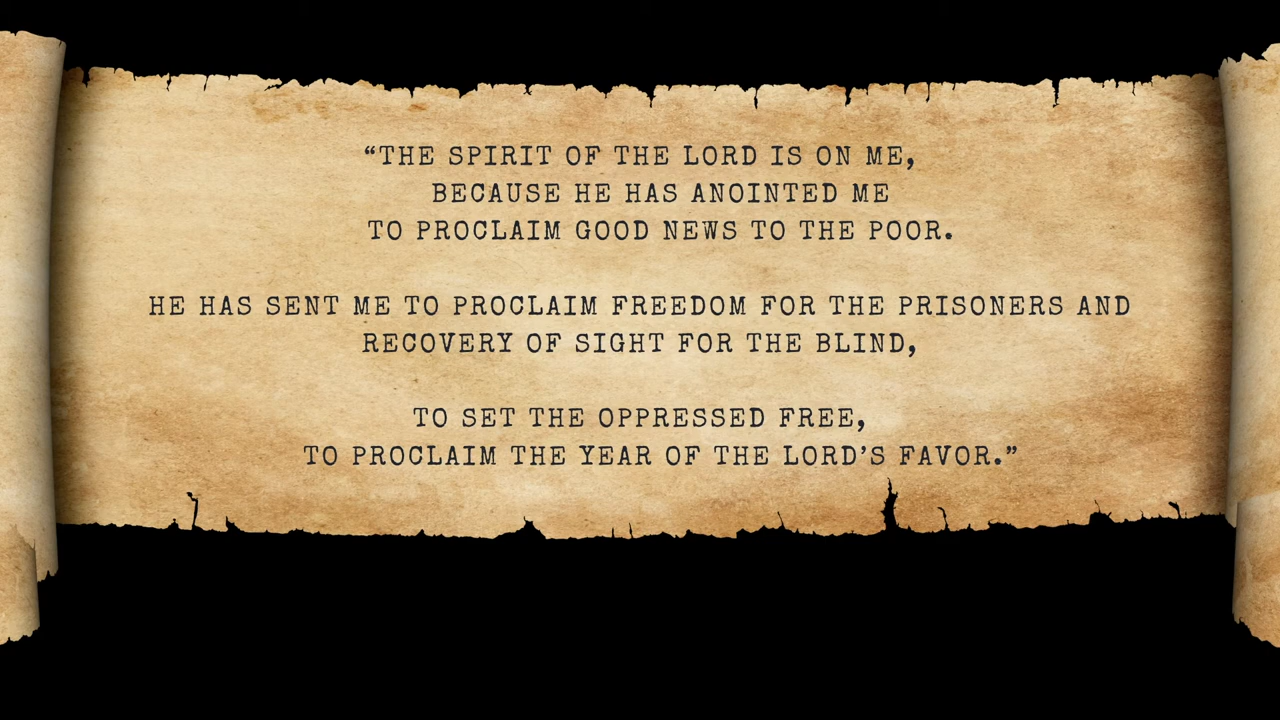 “THE SPIRIT OF THE LORD IS ON ME,
BECAUSE HE HAS ANOINTED ME
TO PROCLAIM GOOD NEWS TO THE POOR.
HE HAS SENT ME TO PROCLAIM FREEDOM FOR THE PRISONERS AND
RECOVERY OF SIGHT FOR THE BLIND,
TO SET THE OPPRESSED FREE,
TO PROCLAIM THE YEAR OF THE LORD’S FAVOR.”